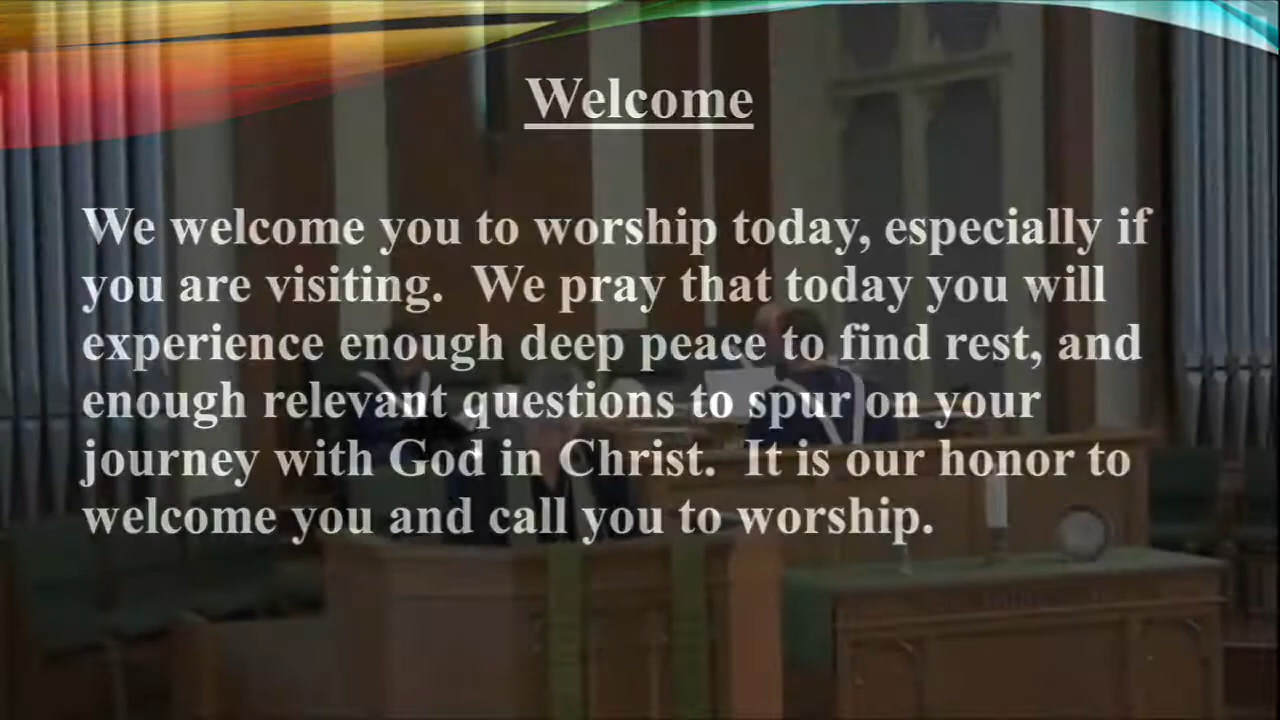 Welcome
We welcome you to worship today, especially if
you are visiting.  We pray that today you will
experience enough deep peace to find rest, and
enough relevant questions to spur on your
journey with God in Christ.  It is our honor to
welcome you and call you to worship.